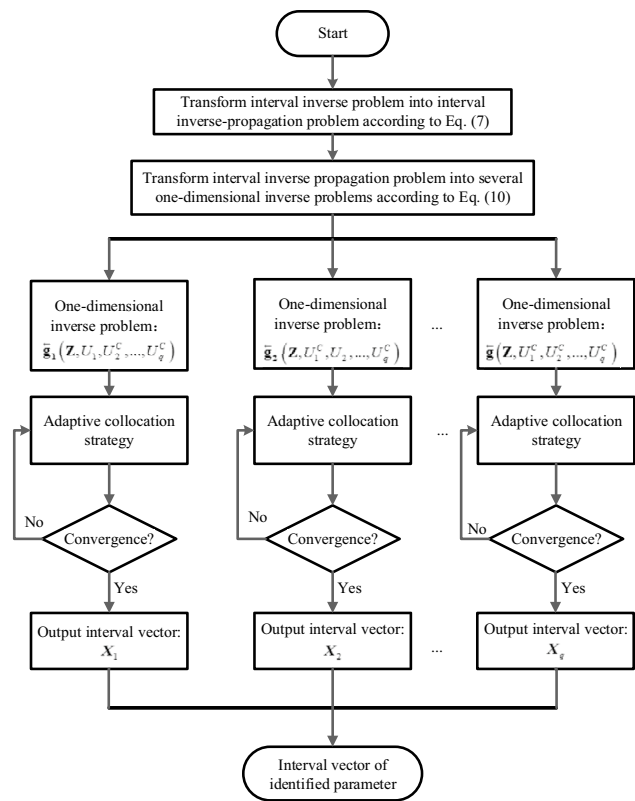 Start
Transform interval inverse problem into interval
inverse-propagation problem according to Eq. (7)
Transform interval inverse propagation problem into several
one-dimensional inverse problems according to Eq. (10)
One-dimensional
inverse problem：
ḡ₁(Z, U₁, U₂ᶜ, ..., U_qᶜ)
One-dimensional
inverse problem：
ḡ₂(Z, U₁ᶜ, U₂, ..., U_qᶜ)
...
One-dimensional
inverse problem：
ḡ(Z, U₁ᶜ, U₂ᶜ, ..., U_qᶜ)
Adaptive collocation
strategy
Adaptive collocation
strategy
...
Adaptive collocation
strategy
No
Convergence?
No
Convergence?
No
Convergence?
Yes
Yes
Yes
Output interval vector:
X₁
Output interval vector:
X₂
...
Output interval vector:
X_q
Interval vector of
identified parameter